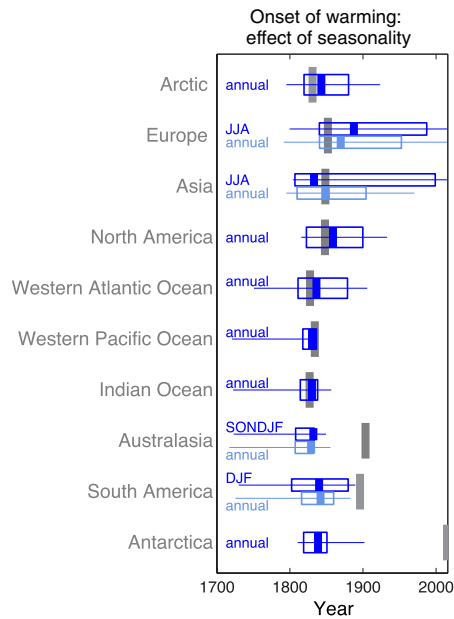 Onset of warming:
effect of seasonality
Arctic annual
Europe JJA
annual
Asia JJA
annual
North America annual
Western Atlantic Ocean annual
Western Pacific Ocean annual
Indian Ocean annual
Australasia SONDJF
annual
South America DJF
annual
Antarctica annual
1700 1800 1900 2000
Year